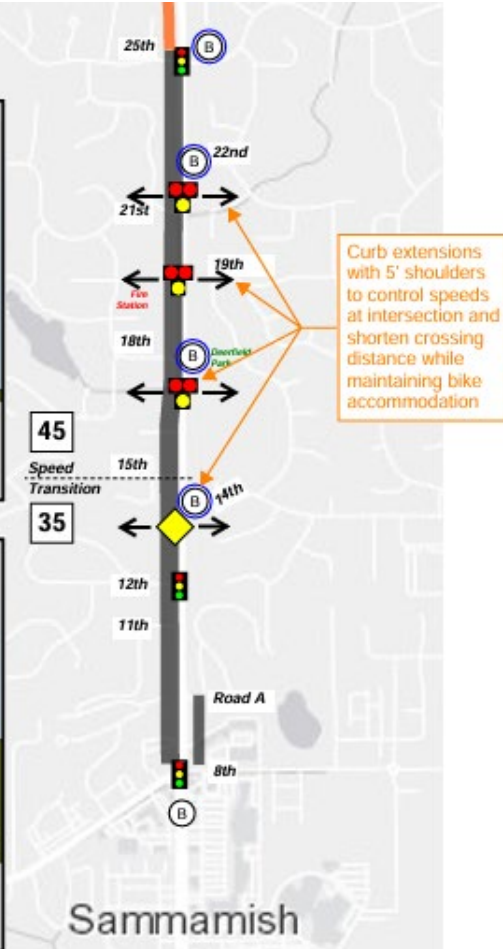 25th
B
B
22nd
21st
19th
Fire
Station
18th
B
Deerfield
Park
Curb extensions
with 5' shoulders
to control speeds
at intersection and
shorten crossing
distance while
maintaining bike
accommodation
45
Speed
15th
Transition
35
B
14th
12th
11th
Road A
8th
B
Sammamish